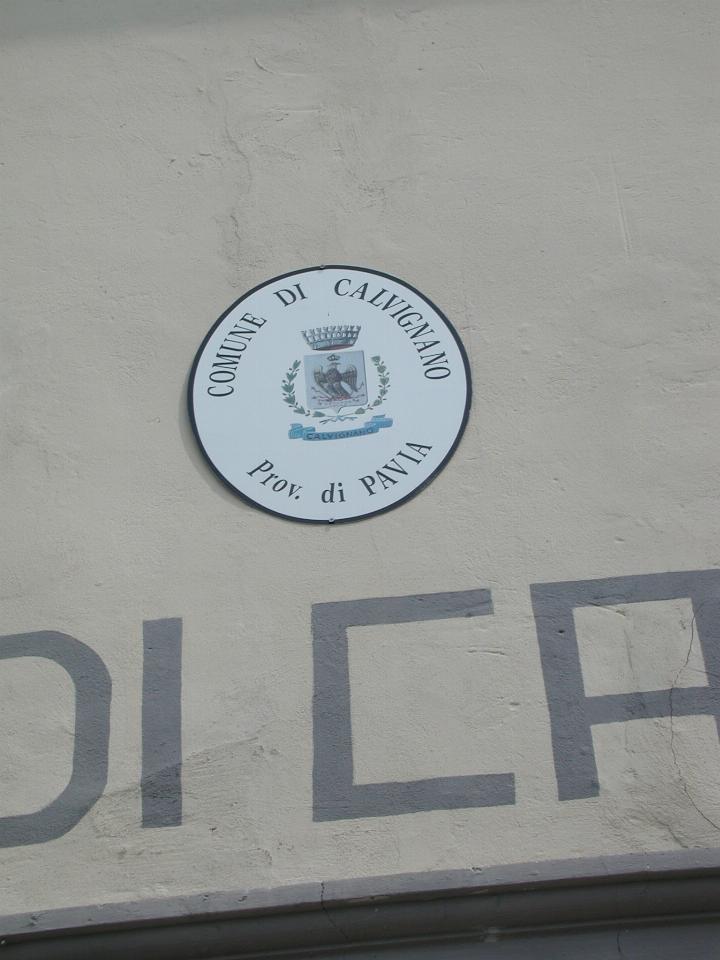 COMUNE DI CALVIGNANO
CALVIGNANO
Prov. di PAVIA
DI CA